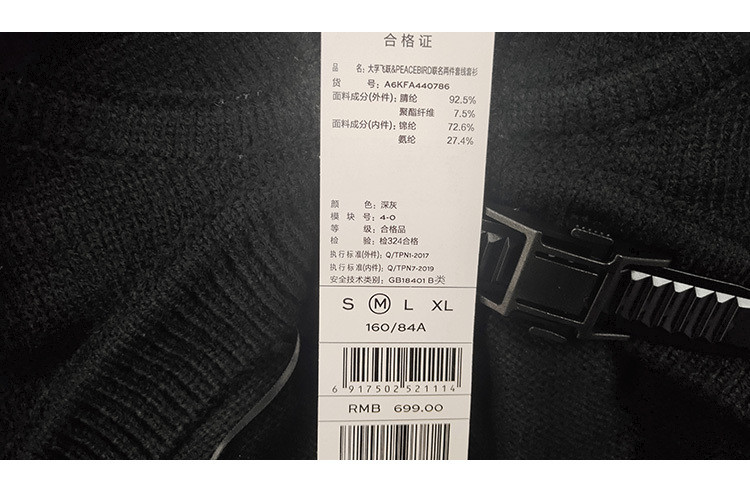 合格证
品 名：大孚飞跃&PEACEBIRD联名两件套线套衫
货 号：A6KFA440786
面料成分(外件)：腈纶 92.5%
聚酯纤维 7.5%
面料成分(内件)：锦纶 72.6%
氨纶 27.4%
颜 色：深灰
模 块 号：4-0
等 级：合格品
检 验：检324合格
执行标准(外件)：Q/TPN1-2017
执行标准(内件)：Q/TPN7-2019
安全技术类别：GB18401 B类
S M L XL
160/84A
6 917502 521114
RMB 699.00